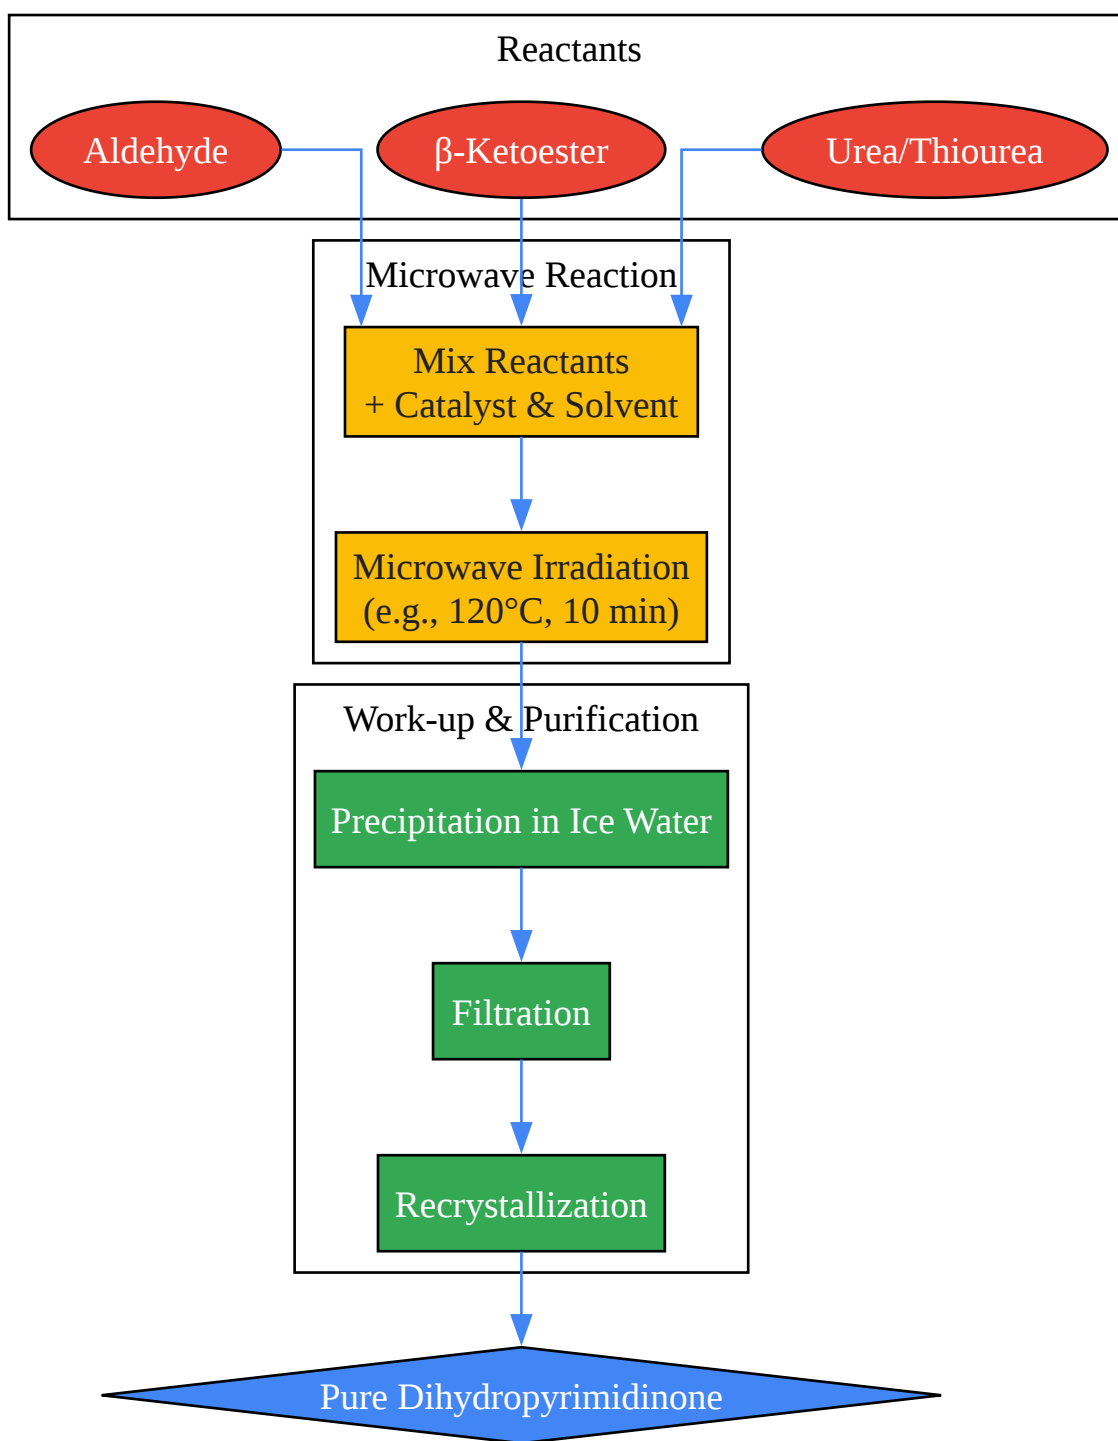 Reactants
Aldehyde
β-Ketoester
Urea/Thiourea
Microwave Reaction
Mix Reactants
+ Catalyst & Solvent
Microwave Irradiation
(e.g., 120°C, 10 min)
Work-up & Purification
Precipitation in Ice Water
Filtration
Recrystallization
Pure Dihydropyrimidinone